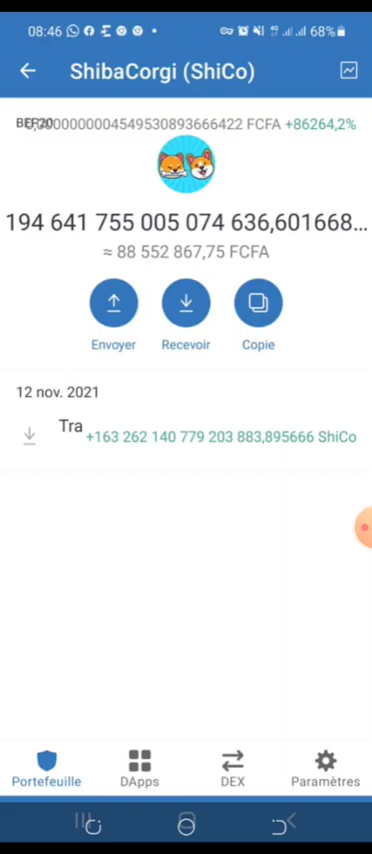 08:46 68%
ShibaCorgi (ShiCo)
BEP20 0,0000000004549530893666422 FCFA +86264,2%
194 641 755 005 074 636,601668...
≈ 88 552 867,75 FCFA
Envoyer Recevoir Copie
12 nov. 2021
Tra +163 262 140 779 203 883,895666 ShiCo
Portefeuille DApps DEX Paramètres